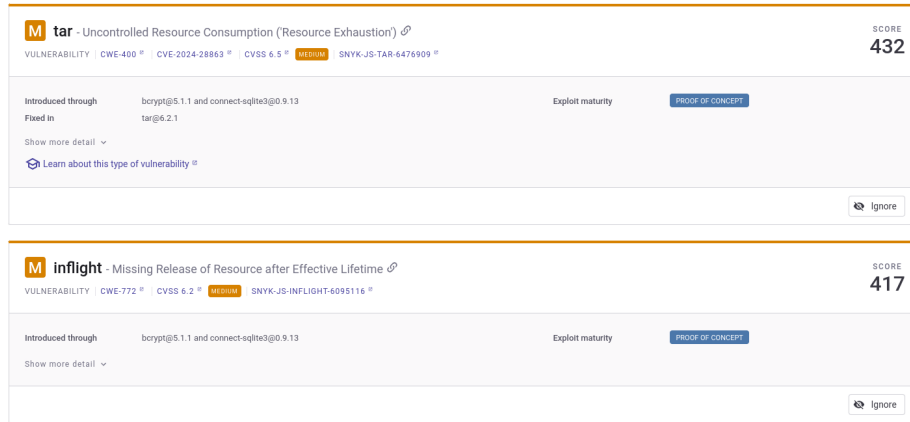 M tar - Uncontrolled Resource Consumption ('Resource Exhaustion')
SCORE
432
VULNERABILITY | CWE-400 | CVE-2024-28863 | CVSS 6.5 MEDIUM | SNYK-JS-TAR-6476909
Introduced through bcrypt@5.1.1 and connect-sqlite3@0.9.13 Exploit maturity PROOF OF CONCEPT
Fixed in tar@6.2.1
Show more detail
Learn about this type of vulnerability
Ignore
M inflight - Missing Release of Resource after Effective Lifetime
SCORE
417
VULNERABILITY | CWE-772 | CVSS 6.2 MEDIUM | SNYK-JS-INFLIGHT-6095116
Introduced through bcrypt@5.1.1 and connect-sqlite3@0.9.13 Exploit maturity PROOF OF CONCEPT
Show more detail
Ignore